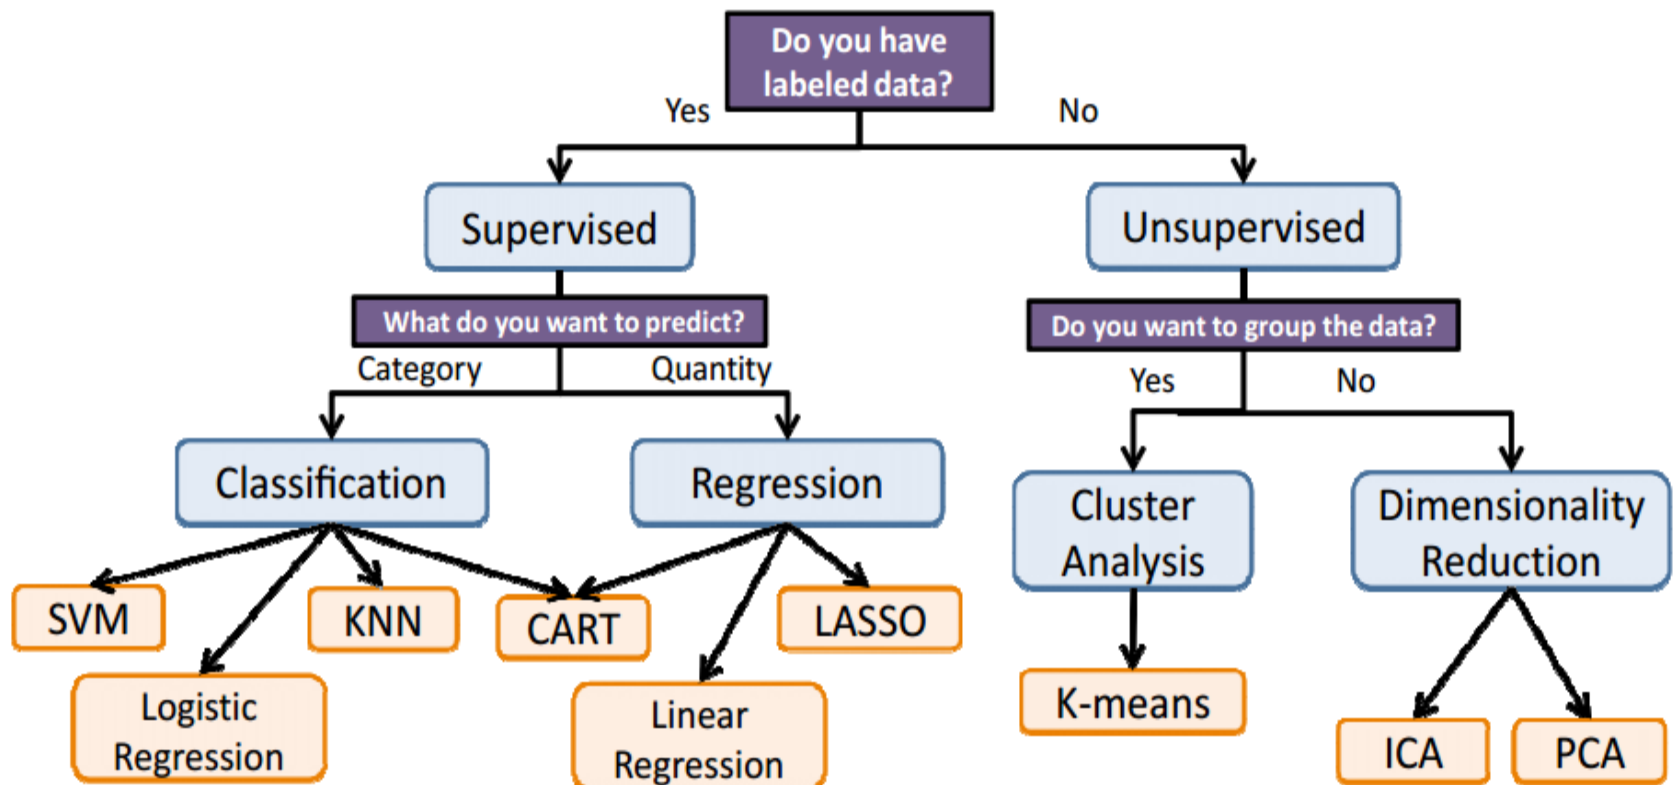 Do you have
labeled data?
Yes
No
Supervised
Unsupervised
What do you want to predict?
Do you want to group the data?
Category
Quantity
Yes
No
Classification
Regression
Cluster
Analysis
Dimensionality
Reduction
SVM
KNN
CART
LASSO
Logistic
Regression
Linear
Regression
K-means
ICA
PCA